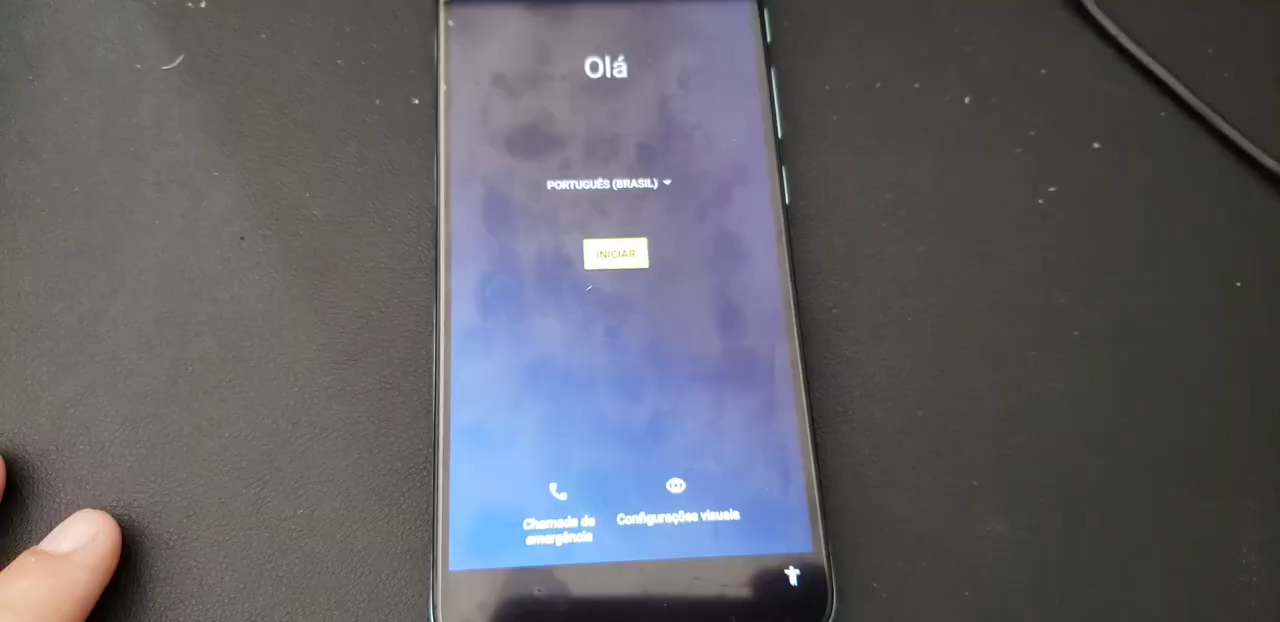 Olá
PORTUGUÊS (BRASIL)
INICIAR
Chamada de
emergência
Configurações visuais